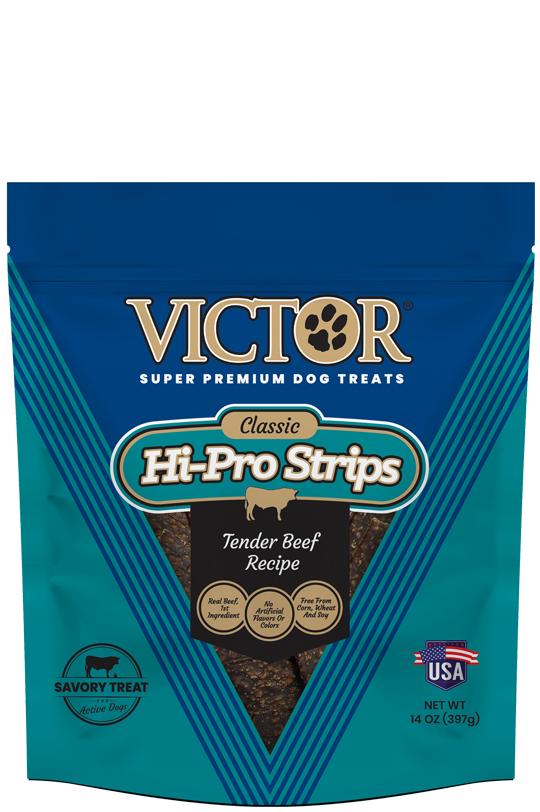 VICTOR®
SUPER PREMIUM DOG TREATS
Classic
Hi-Pro Strips
Tender Beef
Recipe
Real Beef,
1st
Ingredient
No
Artificial
Flavors Or
Colors
Free From
Corn, Wheat
And Soy
SAVORY TREAT
FOR
Active Dogs
USA
NET WT
14 OZ (397g)